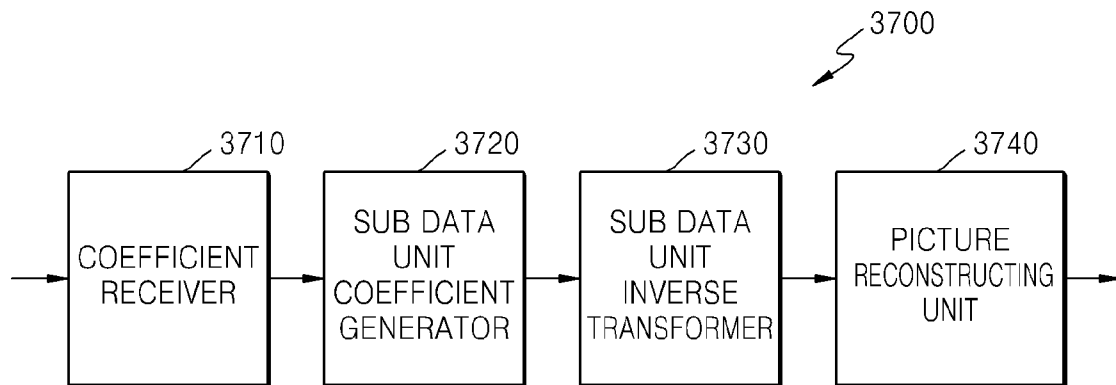 3700
3710
3720
3730
3740
COEFFICIENT
RECEIVER
SUB DATA
UNIT
COEFFICIENT
GENERATOR
SUB DATA
UNIT
INVERSE
TRANSFORMER
PICTURE
RECONSTRUCTING
UNIT